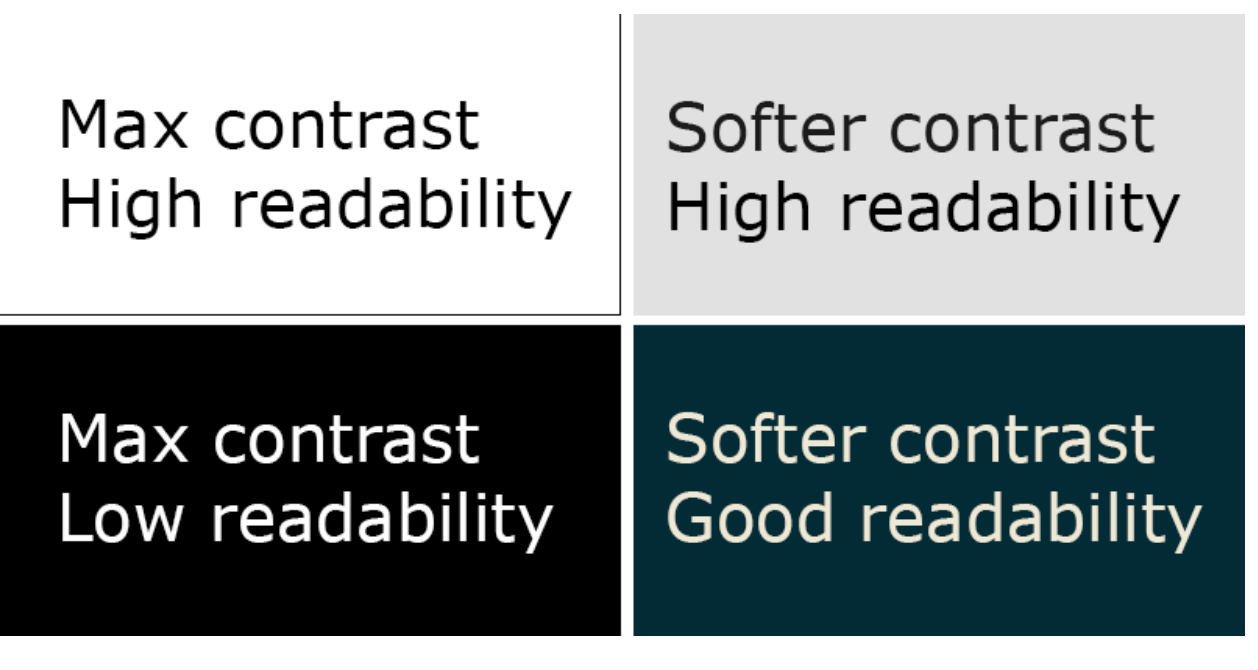 Max contrast
High readability
Softer contrast
High readability
Max contrast
Low readability
Softer contrast
Good readability